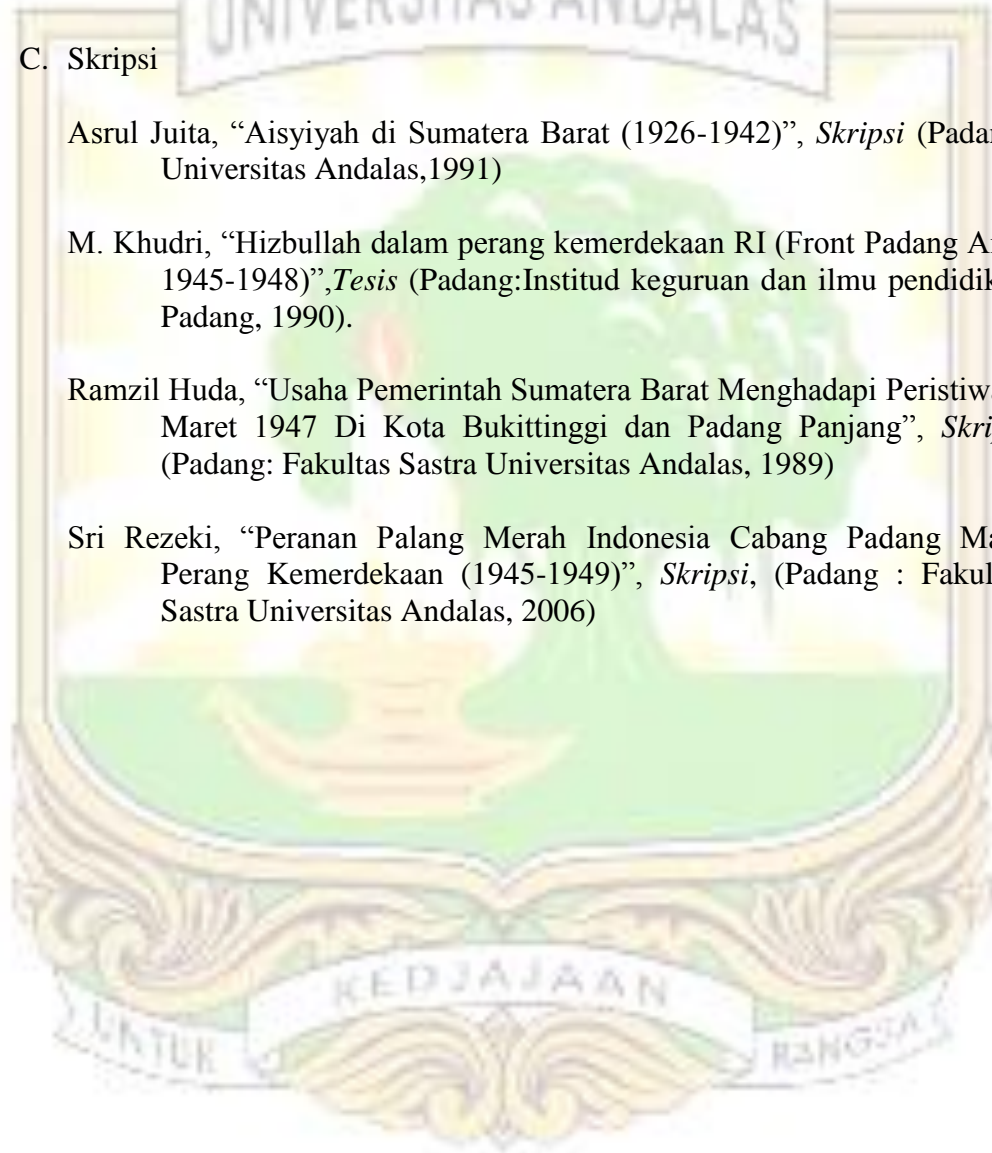 UNIVERSITAS ANDALAS
C. Skripsi
Asrul Juita, “Aisyiyah di Sumatera Barat (1926-1942)”, Skripsi (Padan
Universitas Andalas,1991)
M. Khudri, “Hizbullah dalam perang kemerdekaan RI (Front Padang A
1945-1948)”,Tesis (Padang:Institud keguruan dan ilmu pendidik
Padang, 1990).
Ramzil Huda, “Usaha Pemerintah Sumatera Barat Menghadapi Peristiw
Maret 1947 Di Kota Bukittinggi dan Padang Panjang”, Skrip
(Padang: Fakultas Sastra Universitas Andalas, 1989)
Sri Rezeki, “Peranan Palang Merah Indonesia Cabang Padang Ma
Perang Kemerdekaan (1945-1949)”, Skripsi, (Padang : Fakul
Sastra Universitas Andalas, 2006)
UNTUK KEDJAJAAN BANGSA